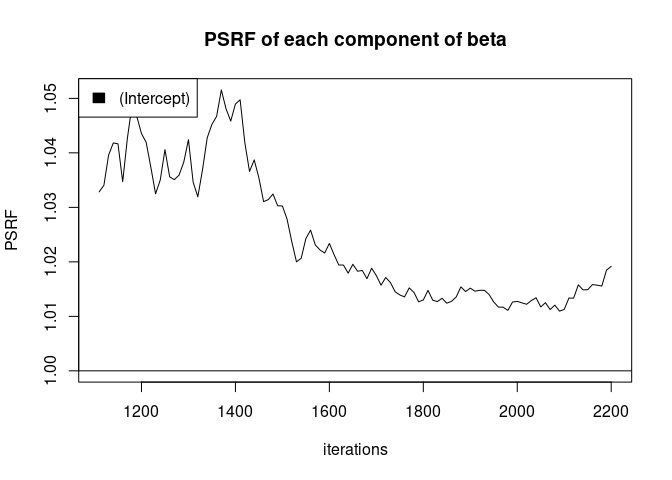 PSRF of each component of beta
(Intercept)
PSRF
1.05
1.04
1.03
1.02
1.01
1.00
1200 1400 1600 1800 2000 2200
iterations